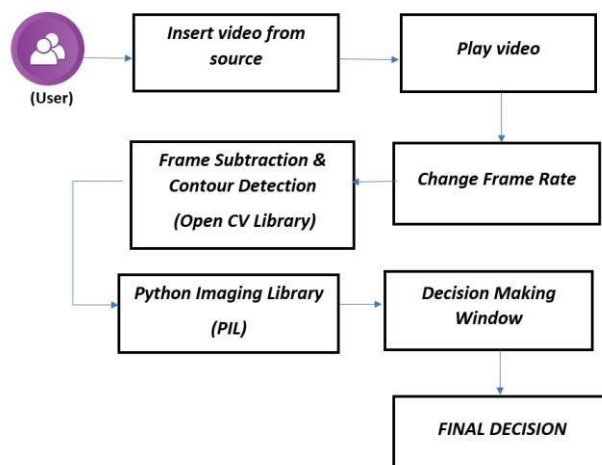 (User)
Insert video from
source
Play video
Change Frame Rate
Frame Subtraction &
Contour Detection
(Open CV Library)
Python Imaging Library
(PIL)
Decision Making
Window
FINAL DECISION